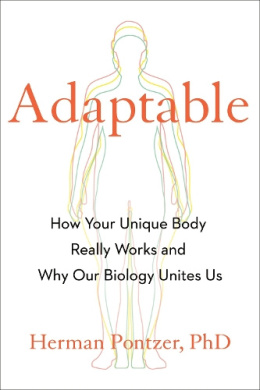 Adaptable
How Your Unique Body
Really Works and
Why Our Biology Unites Us
Herman Pontzer, PhD